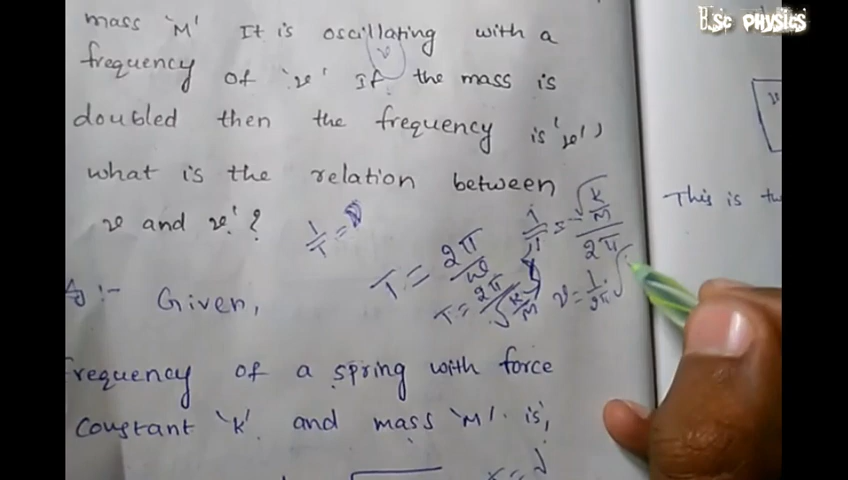 B.Sc PHYSICS
mass 'M' It is oscillating with a
frequency of 'ν' If the mass is
doubled then the frequency is 'ν')
what is the relation between
ν and ν'?
1/T = ν
T = 2π/ω
T = 2π/√(K/M)
1/T = √(K/M)/2π
ν = 1/2π √
:- Given,
frequency of a spring with force
constant 'K' and mass 'M' is,
This is